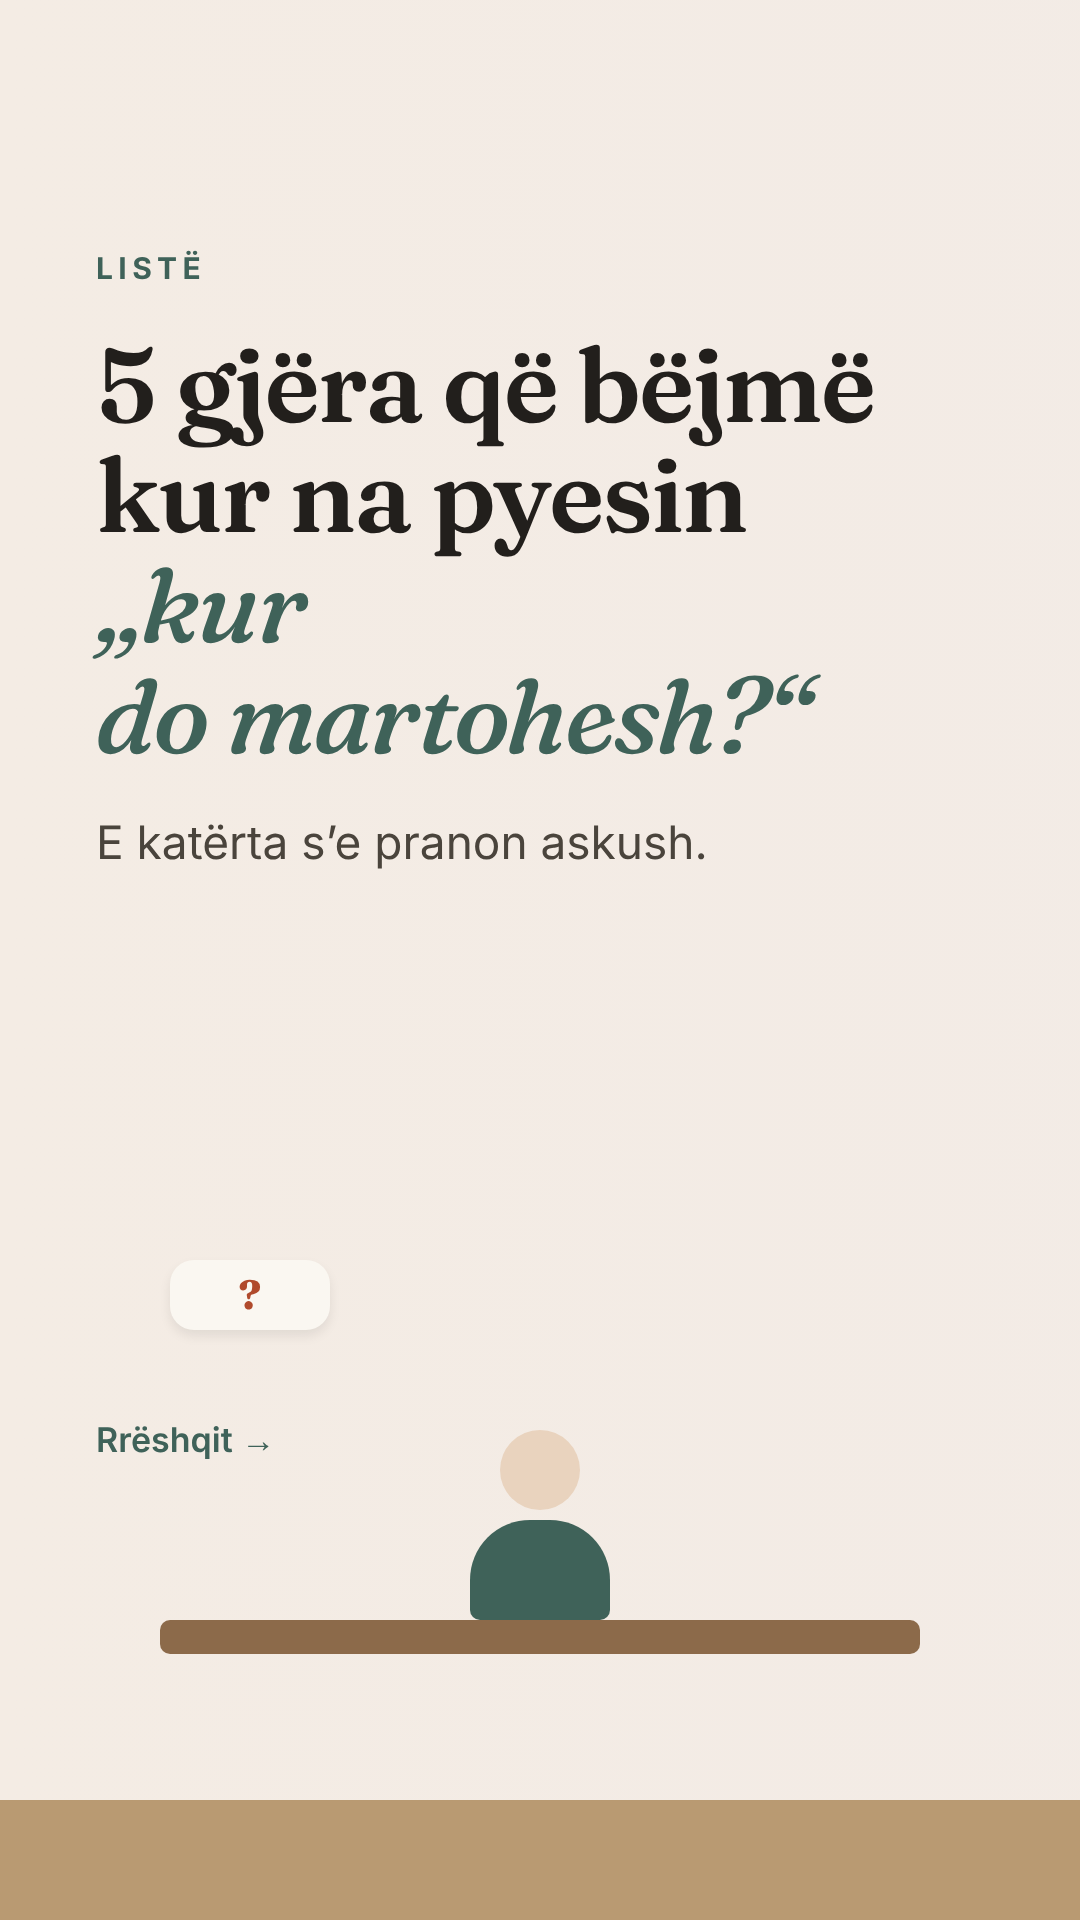 LISTË
5 gjëra që bëjmë
kur na pyesin
„kur
do martohesh?“
E katërta s’e pranon askush.
?
Rrëshqit →